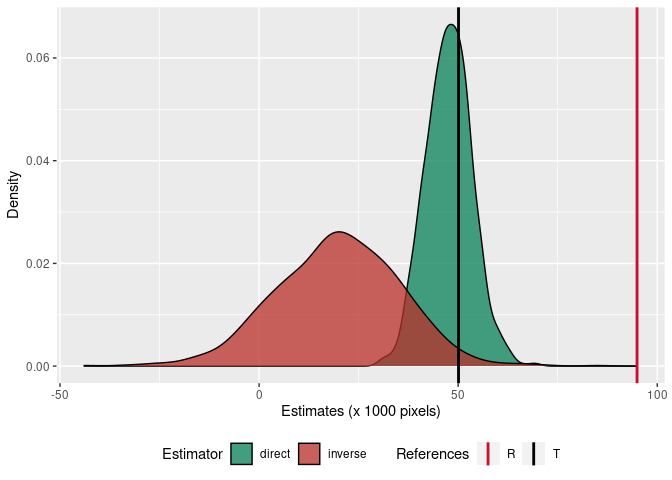 0.06
0.04
0.02
0.00
Density
-50 0 50 100
Estimates (x 1000 pixels)
Estimator direct inverse References R T